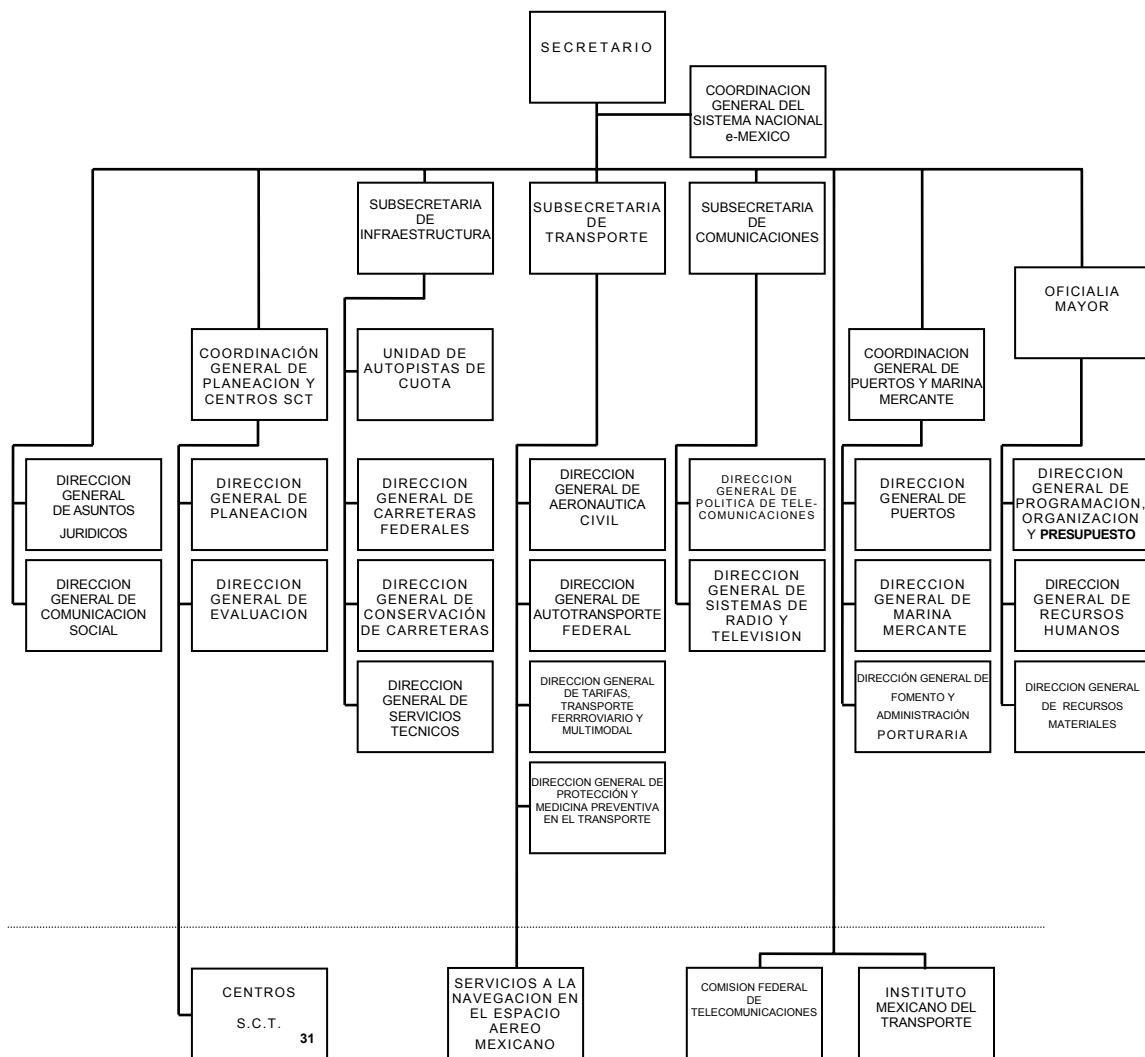 SECRETARIO
COORDINACION
GENERAL DEL
SISTEMA NACIONAL
e-MEXICO
SUBSECRETARIA
DE
INFRAESTRUCTURA
SUBSECRETARIA
DE
TRANSPORTE
SUBSECRETARIA
DE
COMUNICACIONES
OFICIALIA
MAYOR
COORDINACIÓN
GENERAL DE
PLANEACION Y
CENTROS SCT
UNIDAD DE
AUTOPISTAS DE
CUOTA
COORDINACION
GENERAL DE
PUERTOS Y MARINA
MERCANTE
DIRECCION
GENERAL
DE ASUNTOS
JURIDICOS
DIRECCION
GENERAL DE
PLANEACION
DIRECCION
GENERAL DE
CARRETERAS
FEDERALES
DIRECCION
GENERAL DE
AERONAUTICA
CIVIL
DIRECCION
GENERAL DE
POLITICA DE TELE-
COMUNICACIONES
DIRECCION
GENERAL DE
PUERTOS
DIRECCION
GENERAL DE
PROGRAMACION,
ORGANIZACION
Y PRESUPUESTO
DIRECCION
GENERAL DE
COMUNICACION
SOCIAL
DIRECCION
GENERAL DE
EVALUACION
DIRECCION
GENERAL DE
CONSERVACIÓN
DE CARRETERAS
DIRECCION
GENERAL DE
AUTOTRANSPORTE
FEDERAL
DIRECCION
GENERAL DE
SISTEMAS DE
RADIO Y
TELEVISION
DIRECCION
GENERAL DE
MARINA
MERCANTE
DIRECCION
GENERAL DE
RECURSOS
HUMANOS
DIRECCION
GENERAL DE
SERVICIOS
TECNICOS
DIRECCION GENERAL
DE TARIFAS,
TRANSPORTE
FERRROVIARIO Y
MULTIMODAL
DIRECCIÓN GENERAL DE
FOMENTO Y
ADMINISTRACIÓN
PORTURARIA
DIRECCION GENERAL
DE RECURSOS
MATERIALES
DIRECCION GENERAL DE
PROTECCIÓN Y
MEDICINA PREVENTIVA
EN EL TRANSPORTE
CENTROS
S.C.T.
31
SERVICIOS A LA
NAVEGACION EN
EL ESPACIO
AEREO
MEXICANO
COMISION FEDERAL
DE
TELECOMUNICACIONES
INSTITUTO
MEXICANO DEL
TRANSPORTE